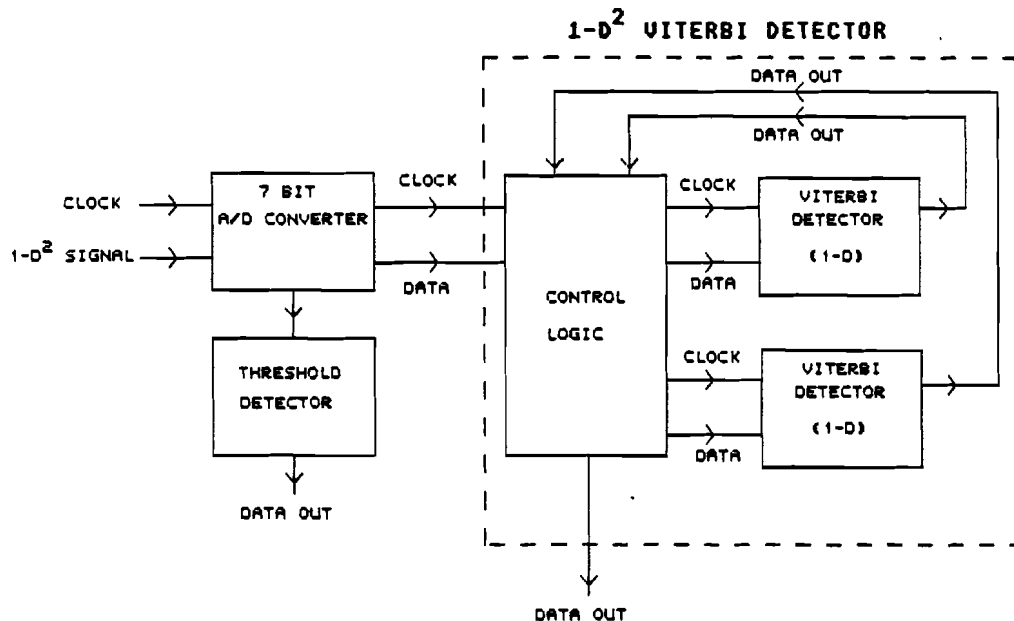 1-D² VITERBI DETECTOR
DATA OUT
DATA OUT
CLOCK
1-D² SIGNAL
7 BIT
A/D CONVERTER
CLOCK
DATA
THRESHOLD
DETECTOR
DATA OUT
CONTROL
LOGIC
CLOCK
DATA
VITERBI
DETECTOR
(1-D)
CLOCK
DATA
VITERBI
DETECTOR
(1-D)
DATA OUT